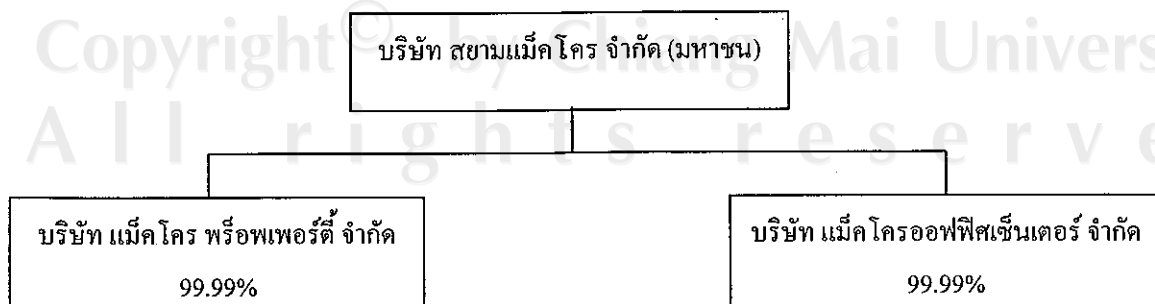 Copyright© by Chiang Mai Univers
All rights reserve
บริษัท สยามแม็คโคร จำกัด (มหาชน)
บริษัท แม็คโคร พร็อพเพอร์ตี้ จำกัด
99.99%
บริษัท แม็คโครออฟฟิศเซ็นเตอร์ จำกัด
99.99%